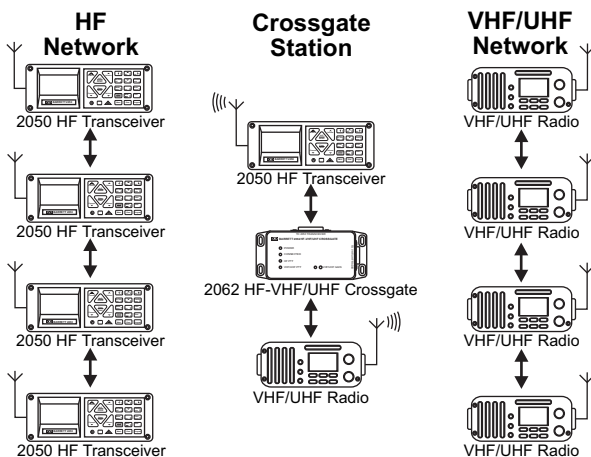 HF
Network
2050 HF Transceiver
2050 HF Transceiver
2050 HF Transceiver
2050 HF Transceiver
Crossgate
Station
2050 HF Transceiver
2062 HF-VHF/UHF Crossgate
VHF/UHF Radio
VHF/UHF
Network
VHF/UHF Radio
VHF/UHF Radio
VHF/UHF Radio
VHF/UHF Radio